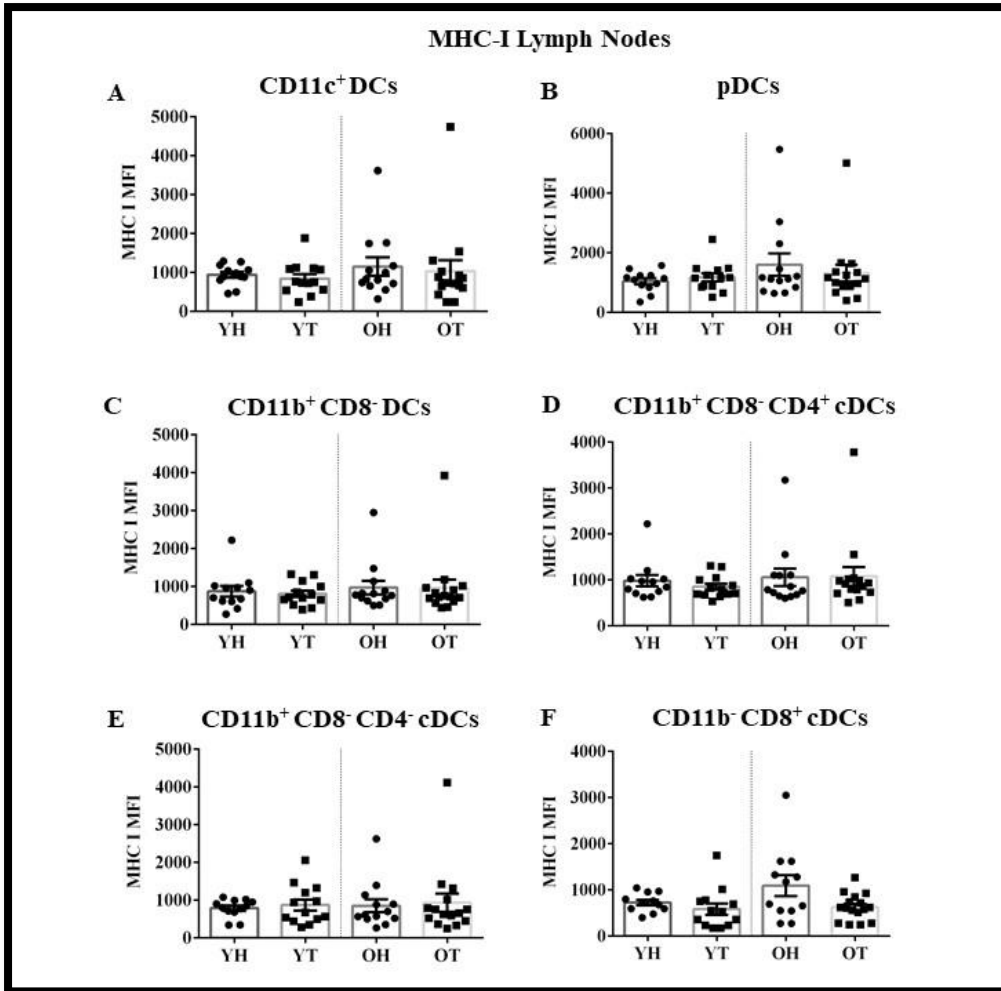 MHC-I Lymph Nodes
A
CD11c⁺ DCs
MHC I MFI
5000
4000
3000
2000
1000
0
YH YT OH OT
B
pDCs
MHC I MFI
6000
4000
2000
0
YH YT OH OT
C
CD11b⁺ CD8⁻ DCs
MHC I MFI
5000
4000
3000
2000
1000
0
YH YT OH OT
D
CD11b⁺ CD8⁻ CD4⁺ cDCs
MHC I MFI
4000
3000
2000
1000
0
YH YT OH OT
E
CD11b⁺ CD8⁻ CD4⁻ cDCs
MHC I MFI
5000
4000
3000
2000
1000
0
YH YT OH OT
F
CD11b⁻ CD8⁺ cDCs
MHC I MFI
4000
3000
2000
1000
0
YH YT OH OT